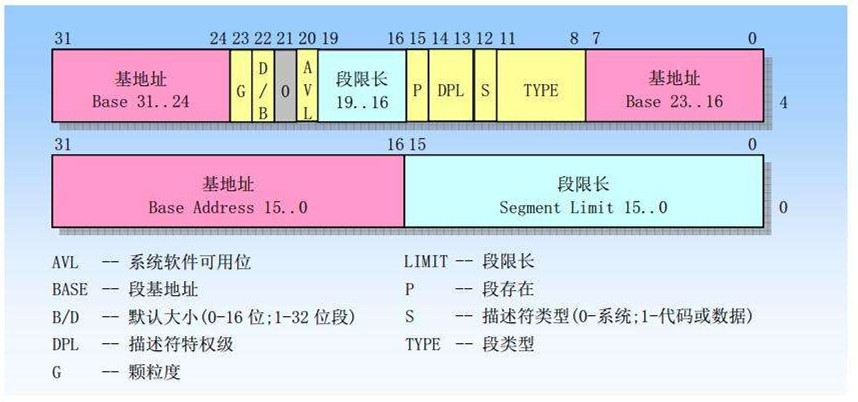 31 24 23 22 21 20 19 16 15 14 13 12 11 8 7 0
基地址
Base 31..24
G
D/B
0
AVL
段限长
19..16
P
DPL
S
TYPE
基地址
Base 23..16
4
31 16 15 0
基地址
Base Address 15..0
段限长
Segment Limit 15..0
0
AVL -- 系统软件可用位
BASE -- 段基地址
B/D -- 默认大小(0-16 位;1-32 位段)
DPL -- 描述符特权级
G -- 颗粒度
LIMIT -- 段限长
P -- 段存在
S -- 描述符类型(0-系统;1-代码或数据)
TYPE -- 段类型